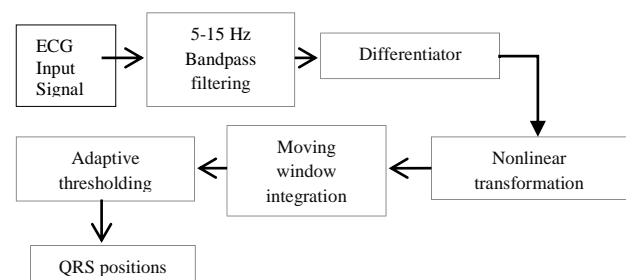 ECG
Input
Signal
5-15 Hz
Bandpass
filtering
Differentiator
Nonlinear
transformation
Moving
window
integration
Adaptive
thresholding
QRS positions